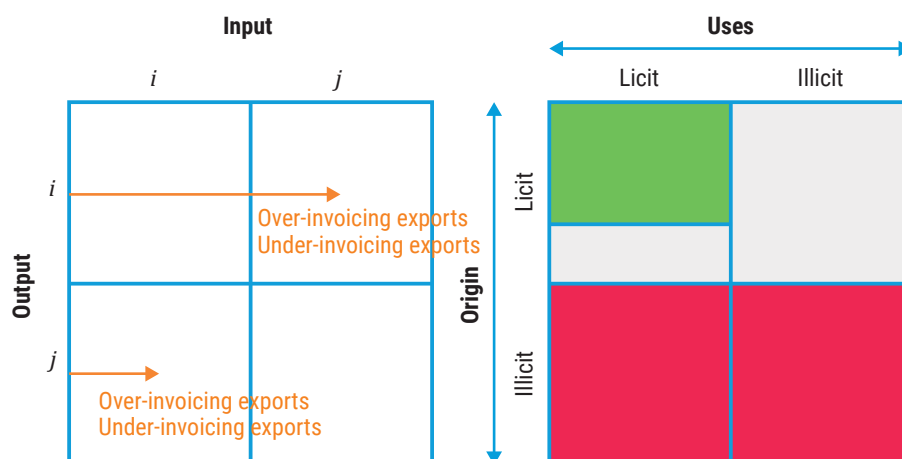 Input
Uses
i
j
Licit
Illicit
i
Over-invoicing exports
Under-invoicing exports
Licit
Output
Origin
j
Over-invoicing exports
Under-invoicing exports
Illicit